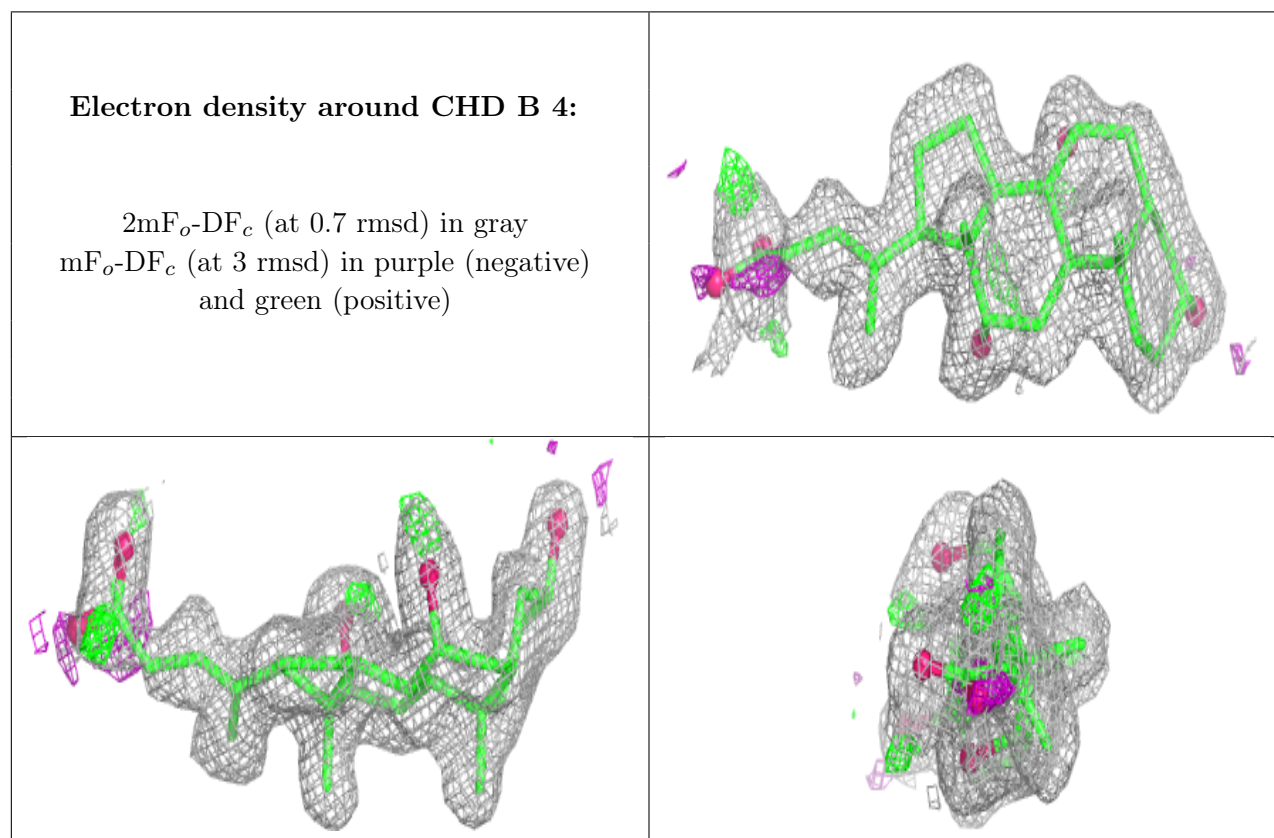 Electron density around CHD B 4:
2mFo-DFc (at 0.7 rmsd) in gray
mFo-DFc (at 3 rmsd) in purple (negative)
and green (positive)